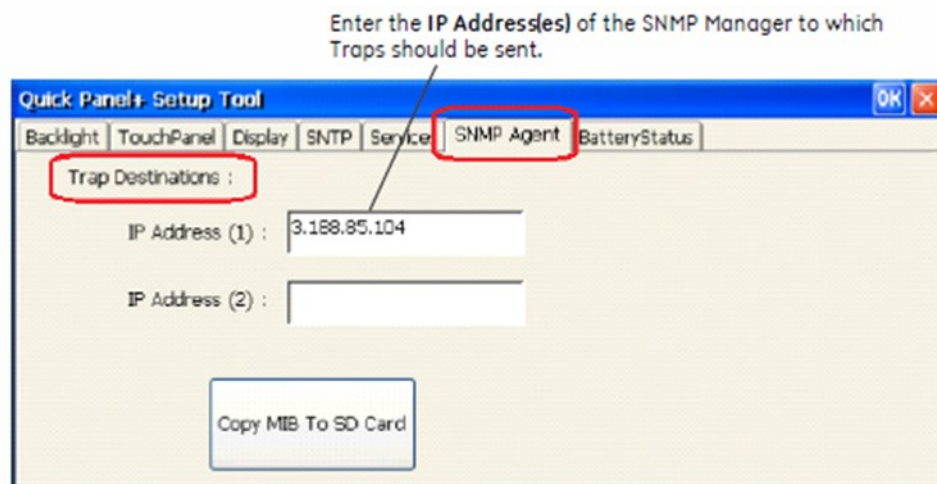 Enter the IP Address(es) of the SNMP Manager to which
Traps should be sent.
Quick Panel+ Setup Tool OK
Backlight TouchPanel Display SNTP Services SNMP Agent BatteryStatus
Trap Destinations :
IP Address (1) : 3.188.85.104
IP Address (2) :
Copy MIB To SD Card